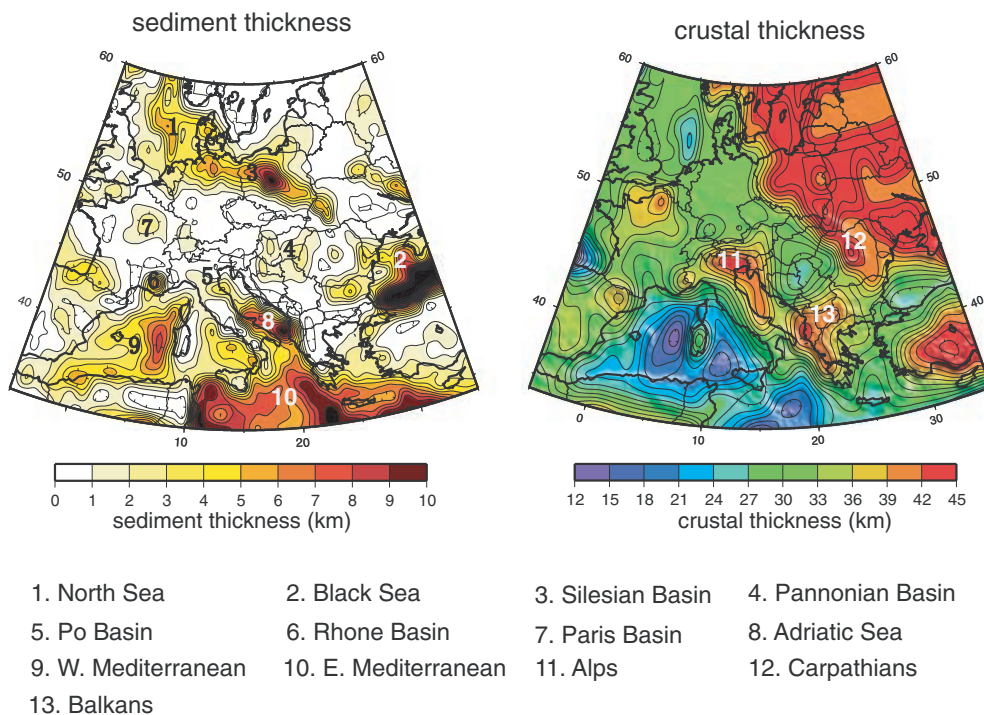 sediment thickness
crustal thickness
60 60 60 60
50 50
40 40 40
10 20
0 10 20 30
1 2 3 4 5 6 7 8 9 10
11 12 13
0 1 2 3 4 5 6 7 8 9 10
sediment thickness (km)
12 15 18 21 24 27 30 33 36 39 42 45
crustal thickness (km)
1. North Sea
2. Black Sea
3. Silesian Basin
4. Pannonian Basin
5. Po Basin
6. Rhone Basin
7. Paris Basin
8. Adriatic Sea
9. W. Mediterranean
10. E. Mediterranean
11. Alps
12. Carpathians
13. Balkans